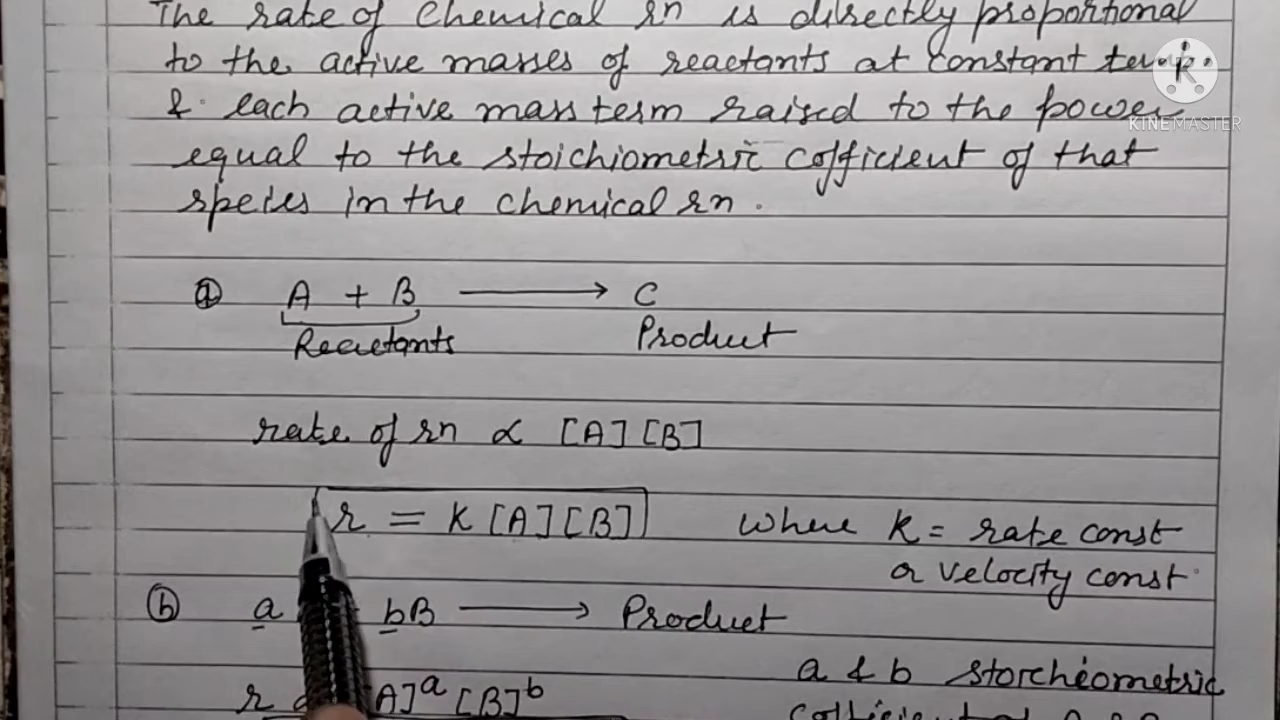 The rate of Chemical rn is directly proportional
to the active masses of reactants at constant temp.
& each active mass term raised to the power
equal to the stoichiometric cofficient of that
speies in the chemical rn.
K
KINEMASTER
ⓐ A + B ⟶ C
Reactants Product
rate of rn ∝ [A][B]
r = K[A][B] where K = rate const
or velocity const
ⓑ a bB ⟶ Product
a & b storchéometric
r [A]ᵃ [B]ᵇ